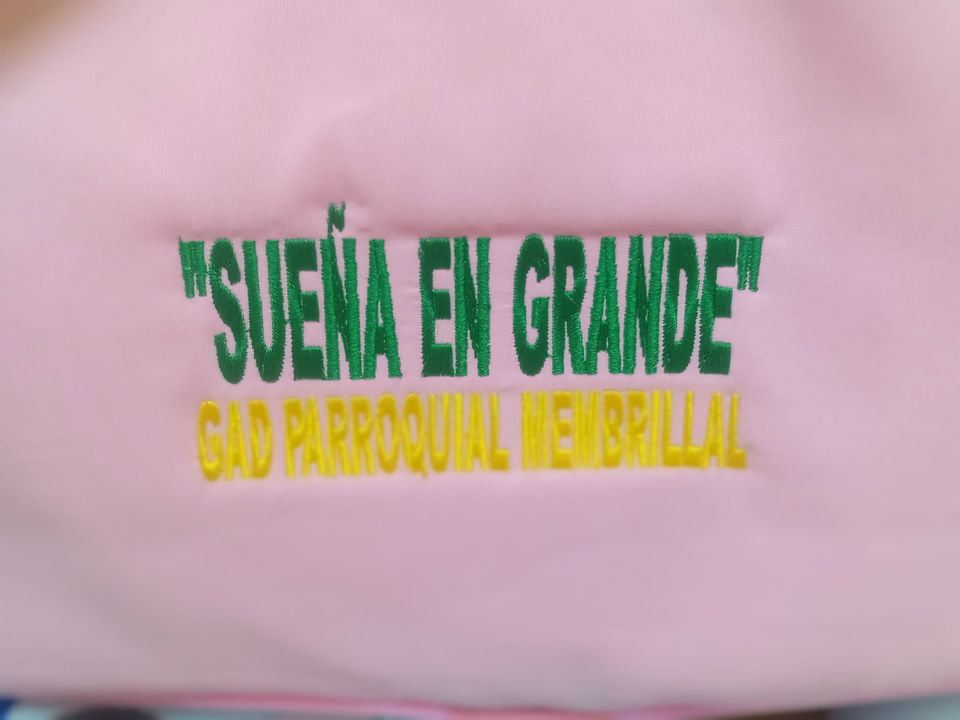 "SUEÑA EN GRANDE"
GAD PARROQUIAL MEMBRILLAL